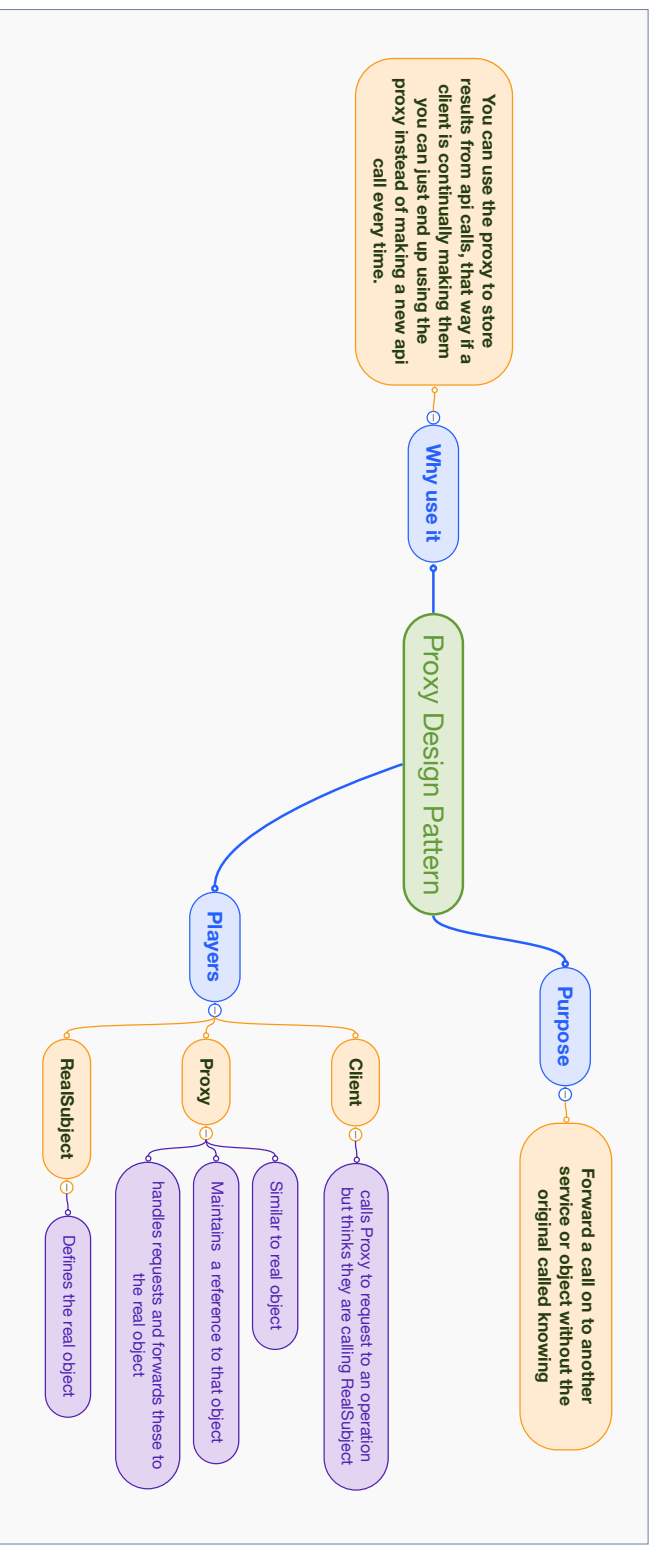 You can use the proxy to store
results from api calls, that way if a
client is continually making them
you can just end up using the
proxy instead of making a new api
call every time.
Why use it
Proxy Design Pattern
Purpose
Forward a call on to another
service or object without the
original called knowing
Players
Client
calls Proxy to request to an operation
but thinks they are calling RealSubject
Proxy
Similar to real object
Maintains  a reference to that object
handles requests and forwards these to
the real object
RealSubject
Defines the real object